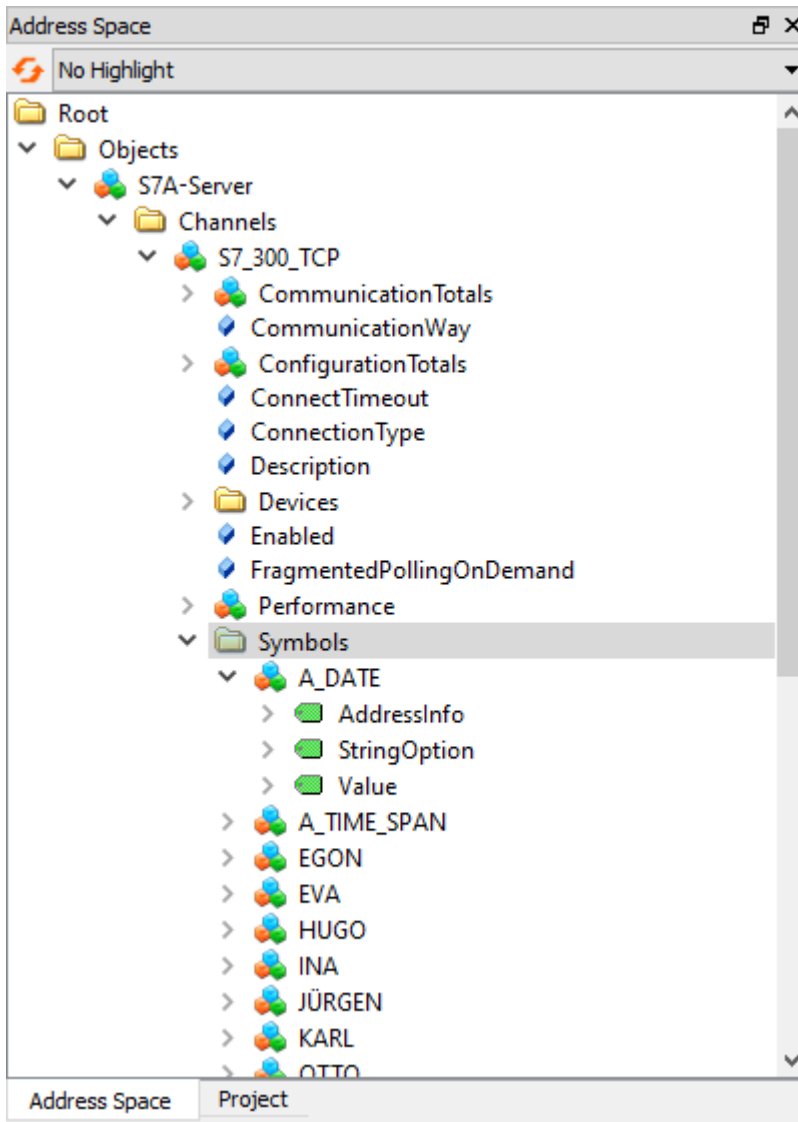 Address Space
No Highlight
Root
Objects
S7A-Server
Channels
S7_300_TCP
CommunicationTotals
CommunicationWay
ConfigurationTotals
ConnectTimeout
ConnectionType
Description
Devices
Enabled
FragmentedPollingOnDemand
Performance
Symbols
A_DATE
AddressInfo
StringOption
Value
A_TIME_SPAN
EGON
EVA
HUGO
INA
JÜRGEN
KARL
OTTO
Address Space Project